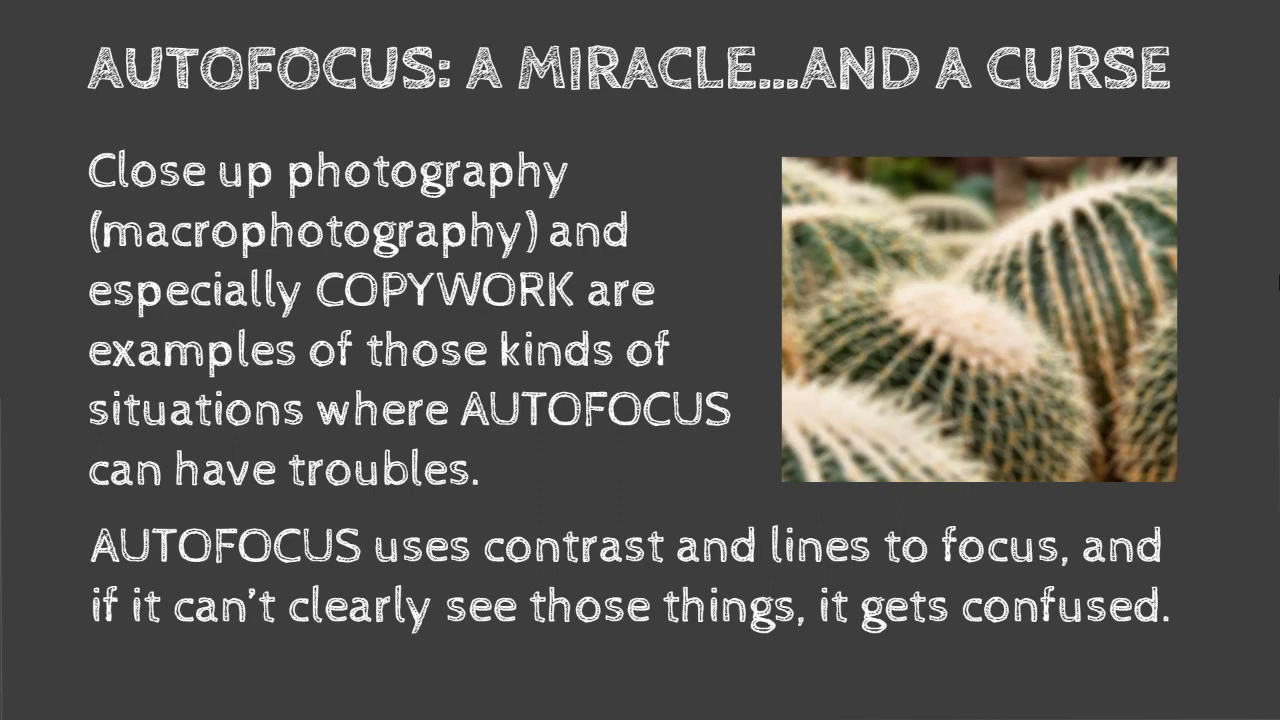 AUTOFOCUS: A MIRACLE...AND A CURSE
Close up photography
(macrophotography) and
especially COPYWORK are
examples of those kinds of
situations where AUTOFOCUS
can have troubles.
AUTOFOCUS uses contrast and lines to focus, and
if it can’t clearly see those things, it gets confused.